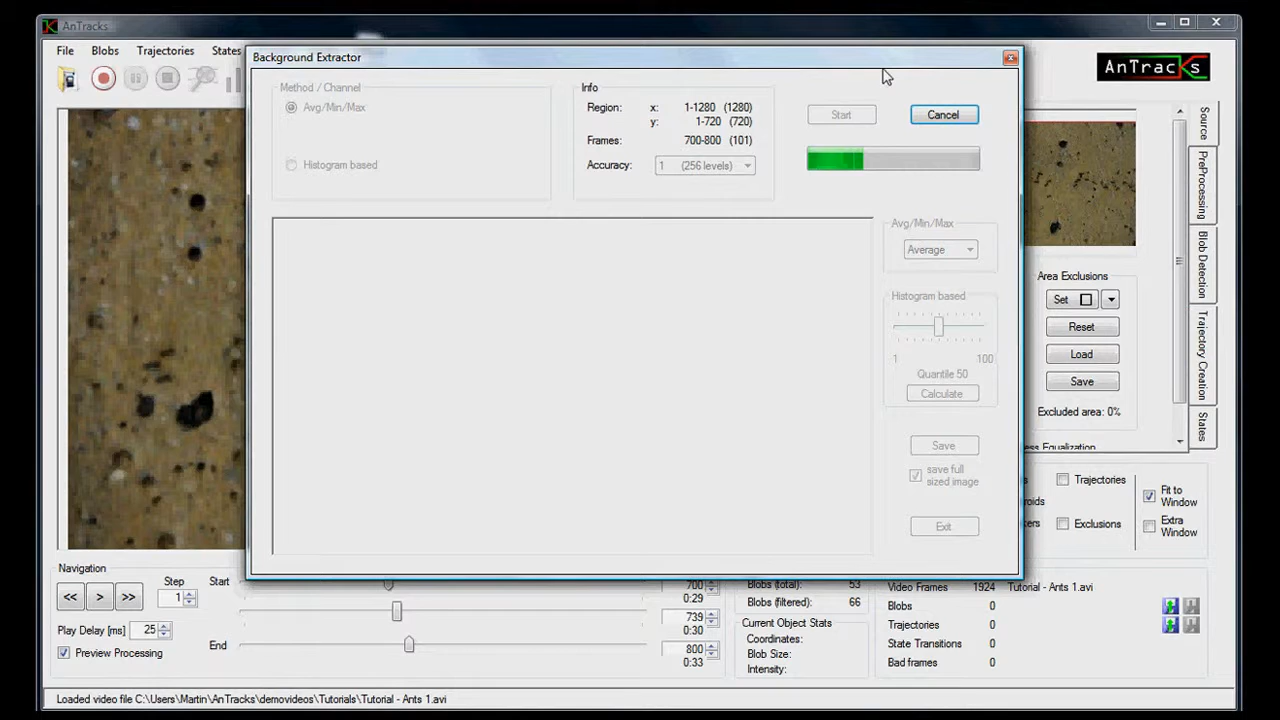 AnTracks
File Blobs Trajectories States
AnTracks
Background Extractor
Method / Channel
Avg/Min/Max
Histogram based
Info
Region: x: 1-1280 (1280)
y: 1-720 (720)
Frames: 700-800 (101)
Accuracy: 1 (256 levels)
Start
Cancel
Avg/Min/Max
Average
Histogram based
1 100
Quantile 50
Calculate
Save
save full
sized image
Exit
Source
PreProcessing
Blob Detection
Trajectory Creation
States
Area Exclusions
Set
Reset
Load
Save
Excluded area: 0%
Trajectories
Exclusions
Fit to
Window
Extra
Window
Navigation
<< > >>
Step
1
Play Delay [ms] 25
Preview Processing
Start
End
700
0:29
739
0:30
800
0:33
Blobs (total): 53
Blobs (filtered): 66
Current Object Stats
Coordinates:
Blob Size:
Intensity:
Video Frames 1924 Tutorial - Ants 1.avi
Blobs 0
Trajectories 0
State Transitions 0
Bad frames 0
Loaded video file C:\Users\Martin\AnTracks\demovideos\Tutorials\Tutorial - Ants 1.avi